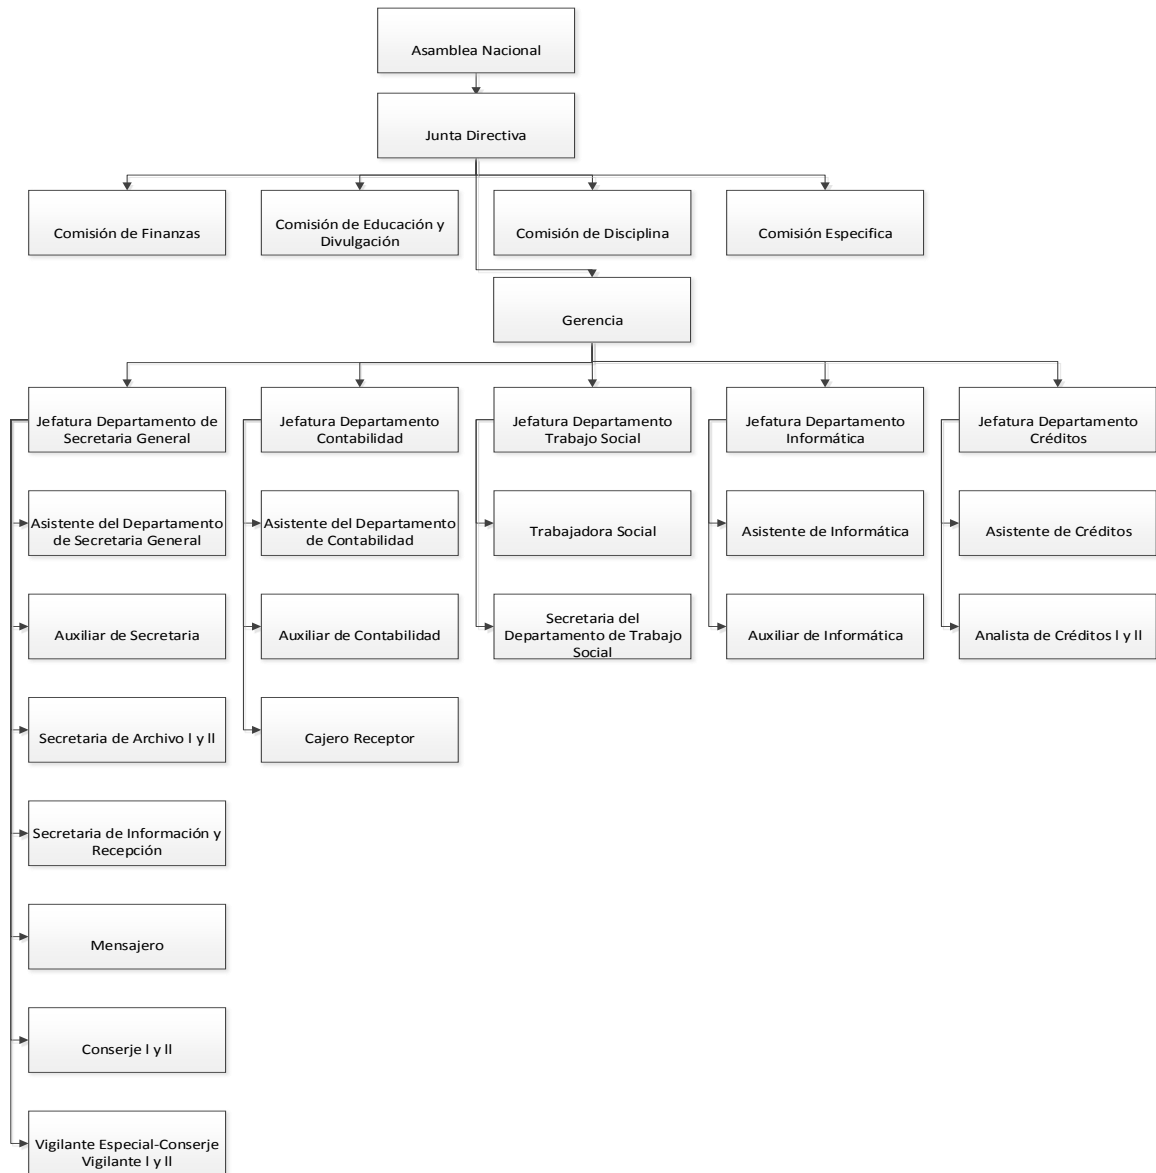 Asamblea Nacional
Junta Directiva
Comisión de Finanzas
Comisión de Educación y
Divulgación
Comisión de Disciplina
Comisión Especifica
Gerencia
Jefatura Departamento de
Secretaria General
Jefatura Departamento
Contabilidad
Jefatura Departamento
Trabajo Social
Jefatura Departamento
Informática
Jefatura Departamento
Créditos
Asistente del Departamento
de Secretaria General
Asistente del Departamento
de Contabilidad
Trabajadora Social
Asistente de Informática
Asistente de Créditos
Auxiliar de Secretaria
Auxiliar de Contabilidad
Secretaria del
Departamento de Trabajo
Social
Auxiliar de Informática
Analista de Créditos l y ll
Secretaria de Archivo l y ll
Cajero Receptor
Secretaria de Información y
Recepción
Mensajero
Conserje l y ll
Vigilante Especial-Conserje
Vigilante l y ll